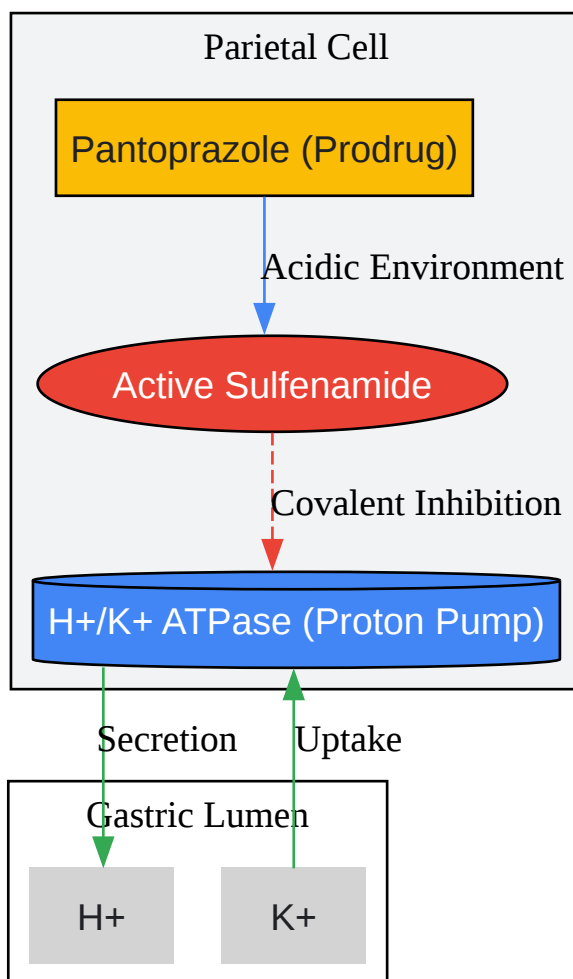 Parietal Cell
Pantoprazole (Prodrug)
Acidic Environment
Active Sulfenamide
Covalent Inhibition
H+/K+ ATPase (Proton Pump)
Secretion
Uptake
Gastric Lumen
H+
K+